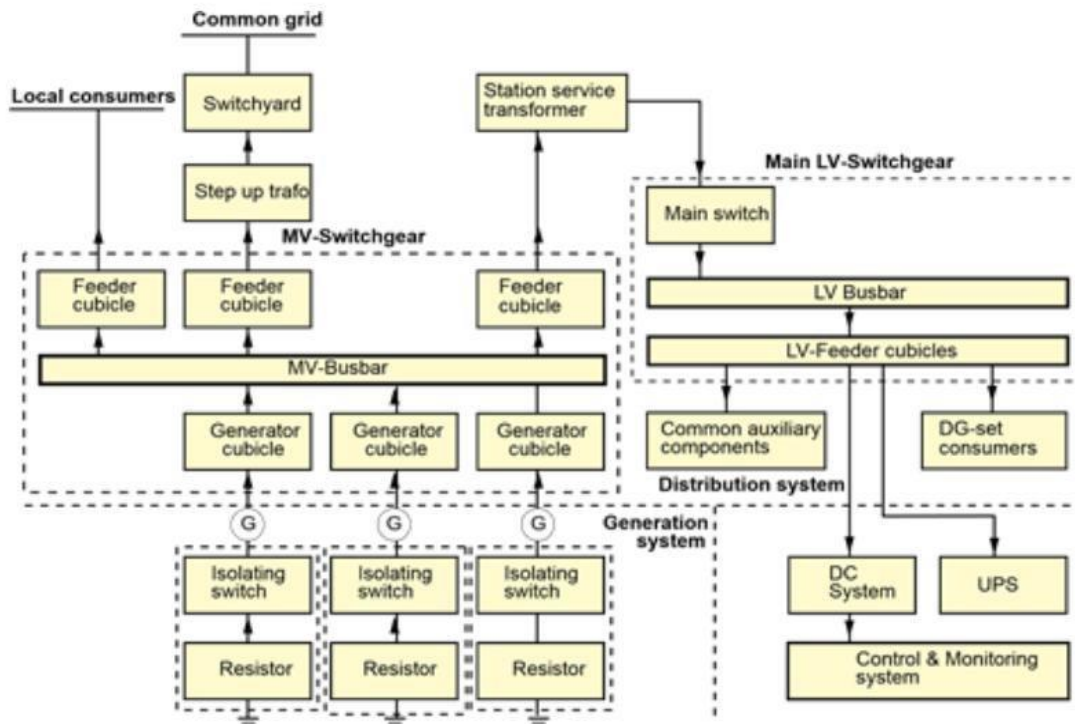 Common grid
Local consumers
Switchyard
Station service
transformer
Step up trafo
Main LV-Switchgear
Main switch
MV-Switchgear
Feeder
cubicle
Feeder
cubicle
Feeder
cubicle
LV Busbar
MV-Busbar
LV-Feeder cubicles
Generator
cubicle
Generator
cubicle
Generator
cubicle
Common auxiliary
components
DG-set
consumers
Distribution system
G
G
G
Generation
system
Isolating
switch
Isolating
switch
Isolating
switch
DC
System
UPS
Resistor
Resistor
Resistor
Control & Monitoring
system